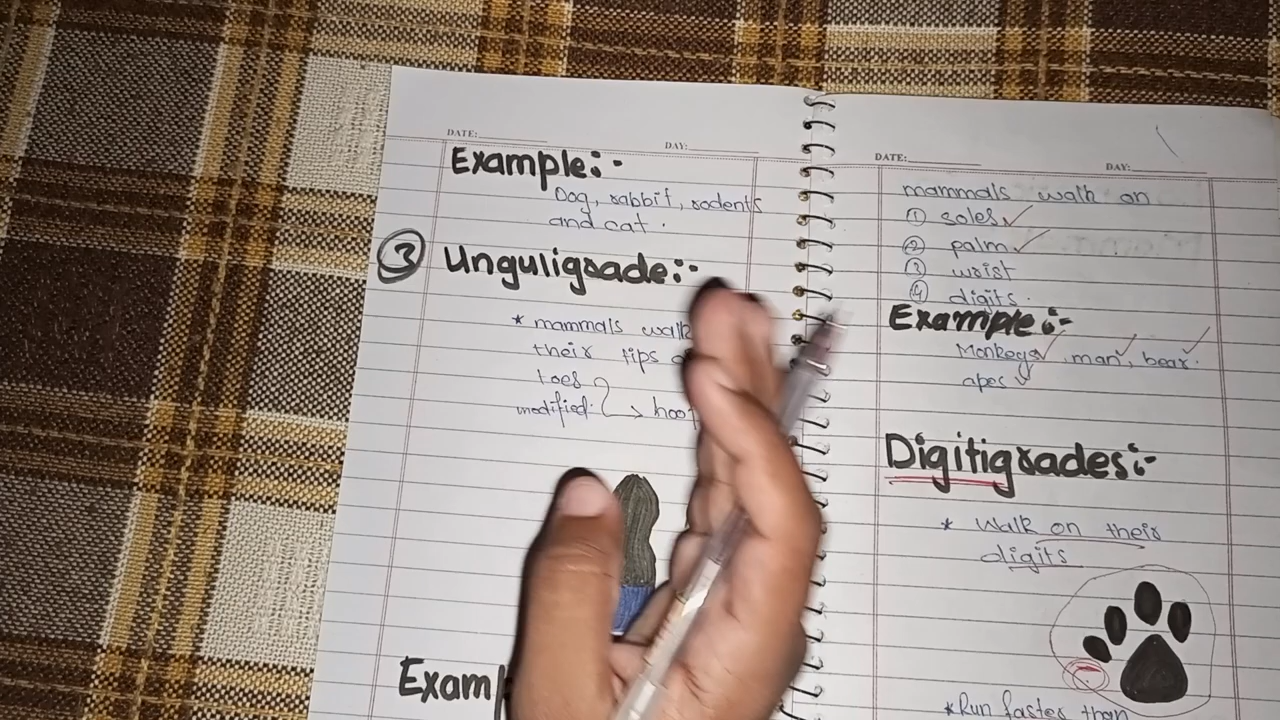 DATE:
DAY:
Example:-
Dog, rabbit, rodents
and cat.
3 Unguligrade:-
* mammals walk
their tips
toes
modified: → hoof
Exam
DATE:
DAY:
mammals walk on
① soles ✓
② palm ✓
③ wrist
④ digits.
Example:-
Monkeys ✓, man ✓, bear. ✓
apes ✓
Digitigrades:-
* Walk on their
digits
*Run faster than